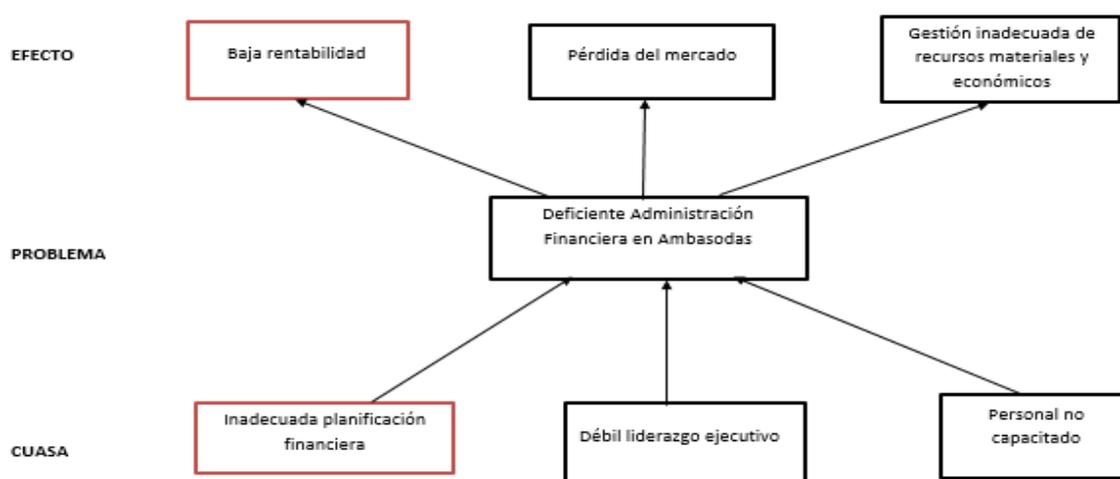 EFECTO
Baja rentabilidad
Pérdida del mercado
Gestión inadecuada de
recursos materiales y
económicos
PROBLEMA
Deficiente Administración
Financiera en Ambasodas
CUASA
Inadecuada planificación
financiera
Débil liderazgo ejecutivo
Personal no
capacitado